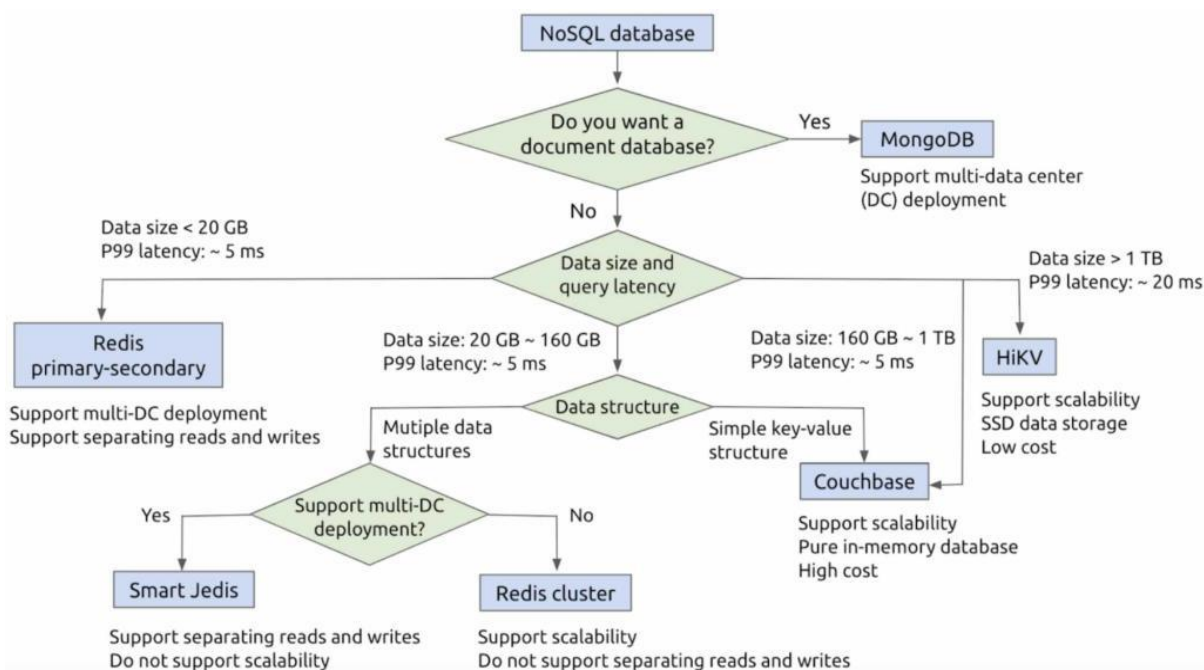 NoSQL database
Do you want a
document database?
Yes
MongoDB
Support multi-data center
(DC) deployment
No
Data size < 20 GB
P99 latency: ~ 5 ms
Data size and
query latency
Data size > 1 TB
P99 latency: ~ 20 ms
Redis
primary-secondary
Support multi-DC deployment
Support separating reads and writes
Data size: 20 GB ~ 160 GB
P99 latency: ~ 5 ms
Data size: 160 GB ~ 1 TB
P99 latency: ~ 5 ms
HiKV
Support scalability
SSD data storage
Low cost
Data structure
Mutiple data
structures
Simple key-value
structure
Couchbase
Support scalability
Pure in-memory database
High cost
Support multi-DC
deployment?
Yes
No
Smart Jedis
Support separating reads and writes
Do not support scalability
Redis cluster
Support scalability
Do not support separating reads and writes